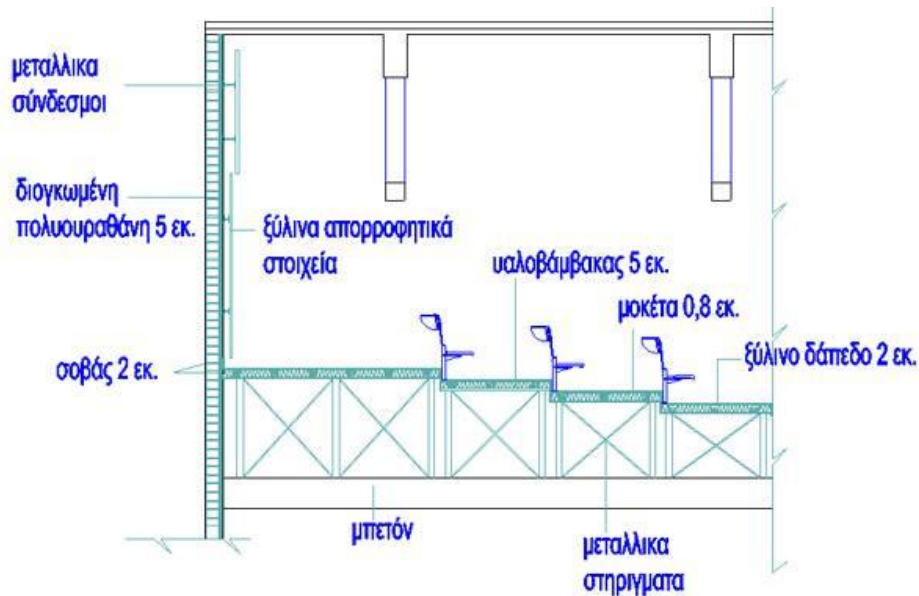 μεταλλικα
σύνδεσμοι
διογκωμένη
πολυουραθάνη 5 εκ.
ξύλινα απορροφητικά
στοιχεία
υαλοβάμβακας 5 εκ.
μοκέτα 0,8 εκ.
ξύλινο δάπεδο 2 εκ.
σοβάς 2 εκ.
μπετόν
μεταλλικα
στηριγματα